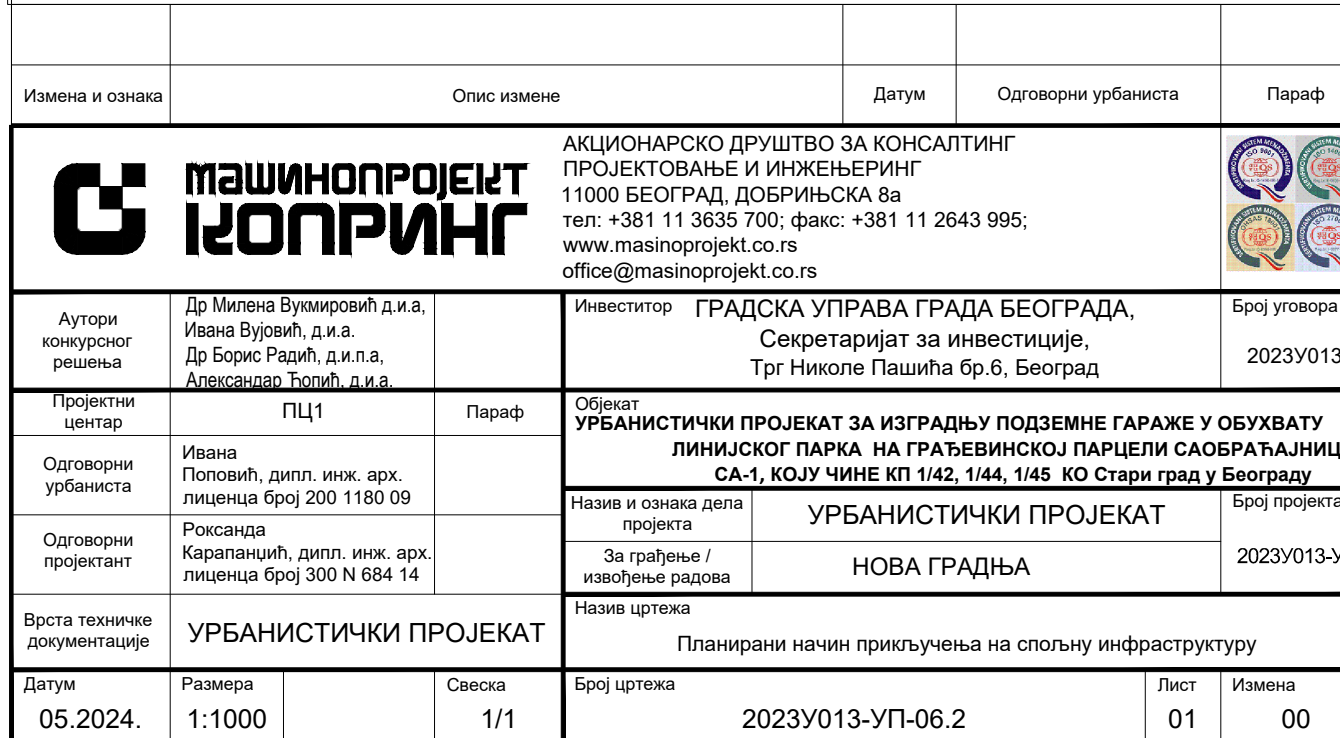 Измена и ознака Опис измене Датум Одговорни урбаниста Параф
машинопројект
копринг
АКЦИОНАРСКО ДРУШТВО ЗА КОНСАЛТИНГ
ПРОЈЕКТОВАЊЕ И ИНЖЕЊЕРИНГ
11000 БЕОГРАД, ДОБРИЊСКА 8а
тел: +381 11 3635 700; факс: +381 11 2643 995;
www.masinoprojekt.co.rs
office@masinoprojekt.co.rs
Аутори
конкурсног
решења
Др Милена Вукмировић д.и.а,
Ивана Вујовић, д.и.а.
Др Борис Радић, д.и.п.а,
Александар Ћопић, д.и.а.
Инвеститор ГРАДСКА УПРАВА ГРАДА БЕОГРАДА,
Секретаријат за инвестиције,
Трг Николе Пашића бр.6, Београд
Број уговора
2023У013
Пројектни
центар
ПЦ1 Параф
Објекат
УРБАНИСТИЧКИ ПРОЈЕКАТ ЗА ИЗГРАДЊУ ПОДЗЕМНЕ ГАРАЖЕ У ОБУХВАТУ
ЛИНИЈСКОГ ПАРКА НА ГРАЂЕВИНСКОЈ ПАРЦЕЛИ САОБРАЋАЈНИЦ
СА-1, КОЈУ ЧИНЕ КП 1/42, 1/44, 1/45 КО Стари град у Београду
Одговорни
урбаниста
Ивана
Поповић, дипл. инж. арх.
лиценца број 200 1180 09
Назив и ознака дела
пројекта
УРБАНИСТИЧКИ ПРОЈЕКАТ
Број пројекта
2023У013-У
Одговорни
пројектант
Роксанда
Карапанџић, дипл. инж. арх.
лиценца број 300 N 684 14
За грађење /
извођење радова
НОВА ГРАДЊА
Врста техничке
документације
УРБАНИСТИЧКИ ПРОЈЕКАТ
Назив цртежа
Планирани начин прикључења на спољну инфраструктуру
Датум Размера Свеска Број цртежа Лист Измена
05.2024. 1:1000 1/1 2023У013-УП-06.2 01 00